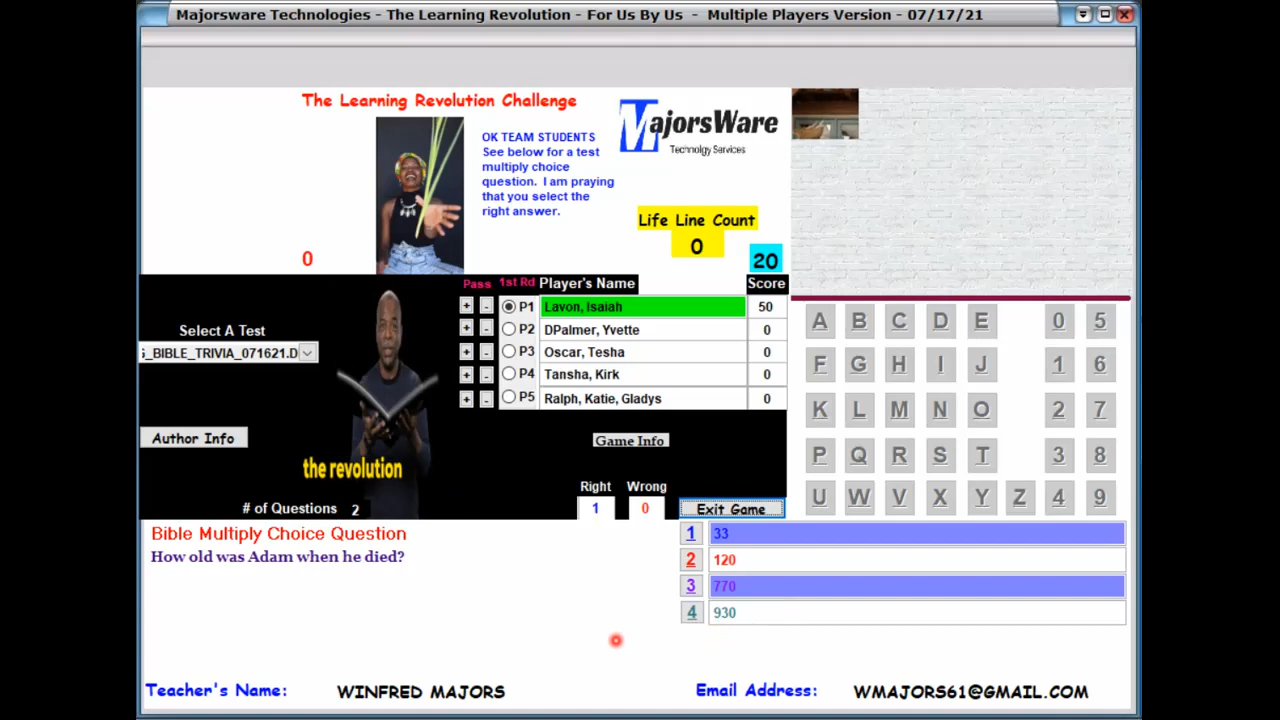 Majorsware Technologies - The Learning Revolution - For Us By Us - Multiple Players Version - 07/17/21
The Learning Revolution Challenge
MajorsWare
Technolgy Services
OK TEAM STUDENTS
See below for a test
multiply choice
question. I am praying
that you select the
right answer.
Life Line Count
0
0
20
Pass 1st Rd Player's Name Score
+ - P1 Lavon, Isaiah 50
+ - P2 DPalmer, Yvette 0
+ - P3 Oscar, Tesha 0
+ - P4 Tansha, Kirk 0
+ - P5 Ralph, Katie, Gladys 0
Select A Test
_BIBLE_TRIVIA_071621.D
Author Info
the revolution
Game Info
# of Questions 2
Right Wrong
1 0
Exit Game
A B C D E 0 5
F G H I J 1 6
K L M N O 2 7
P Q R S T 3 8
U W V X Y Z 4 9
Bible Multiply Choice Question
How old was Adam when he died?
1 33
2 120
3 770
4 930
Teacher's Name: WINFRED MAJORS
Email Address: WMAJORS61@GMAIL.COM